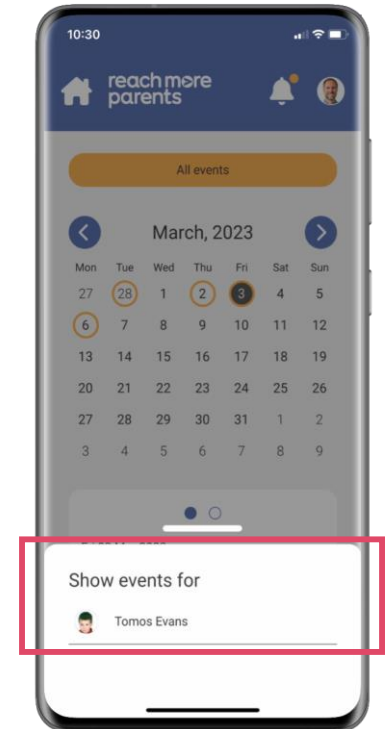 10:30
reach more
parents
All events
March, 2023
Mon Tue Wed Thu Fri Sat Sun
27 28 1 2 3 4 5
6 7 8 9 10 11 12
13 14 15 16 17 18 19
20 21 22 23 24 25 26
27 28 29 30 31 1 2
3 4 5 6 7 8 9
Show events for
Tomos Evans